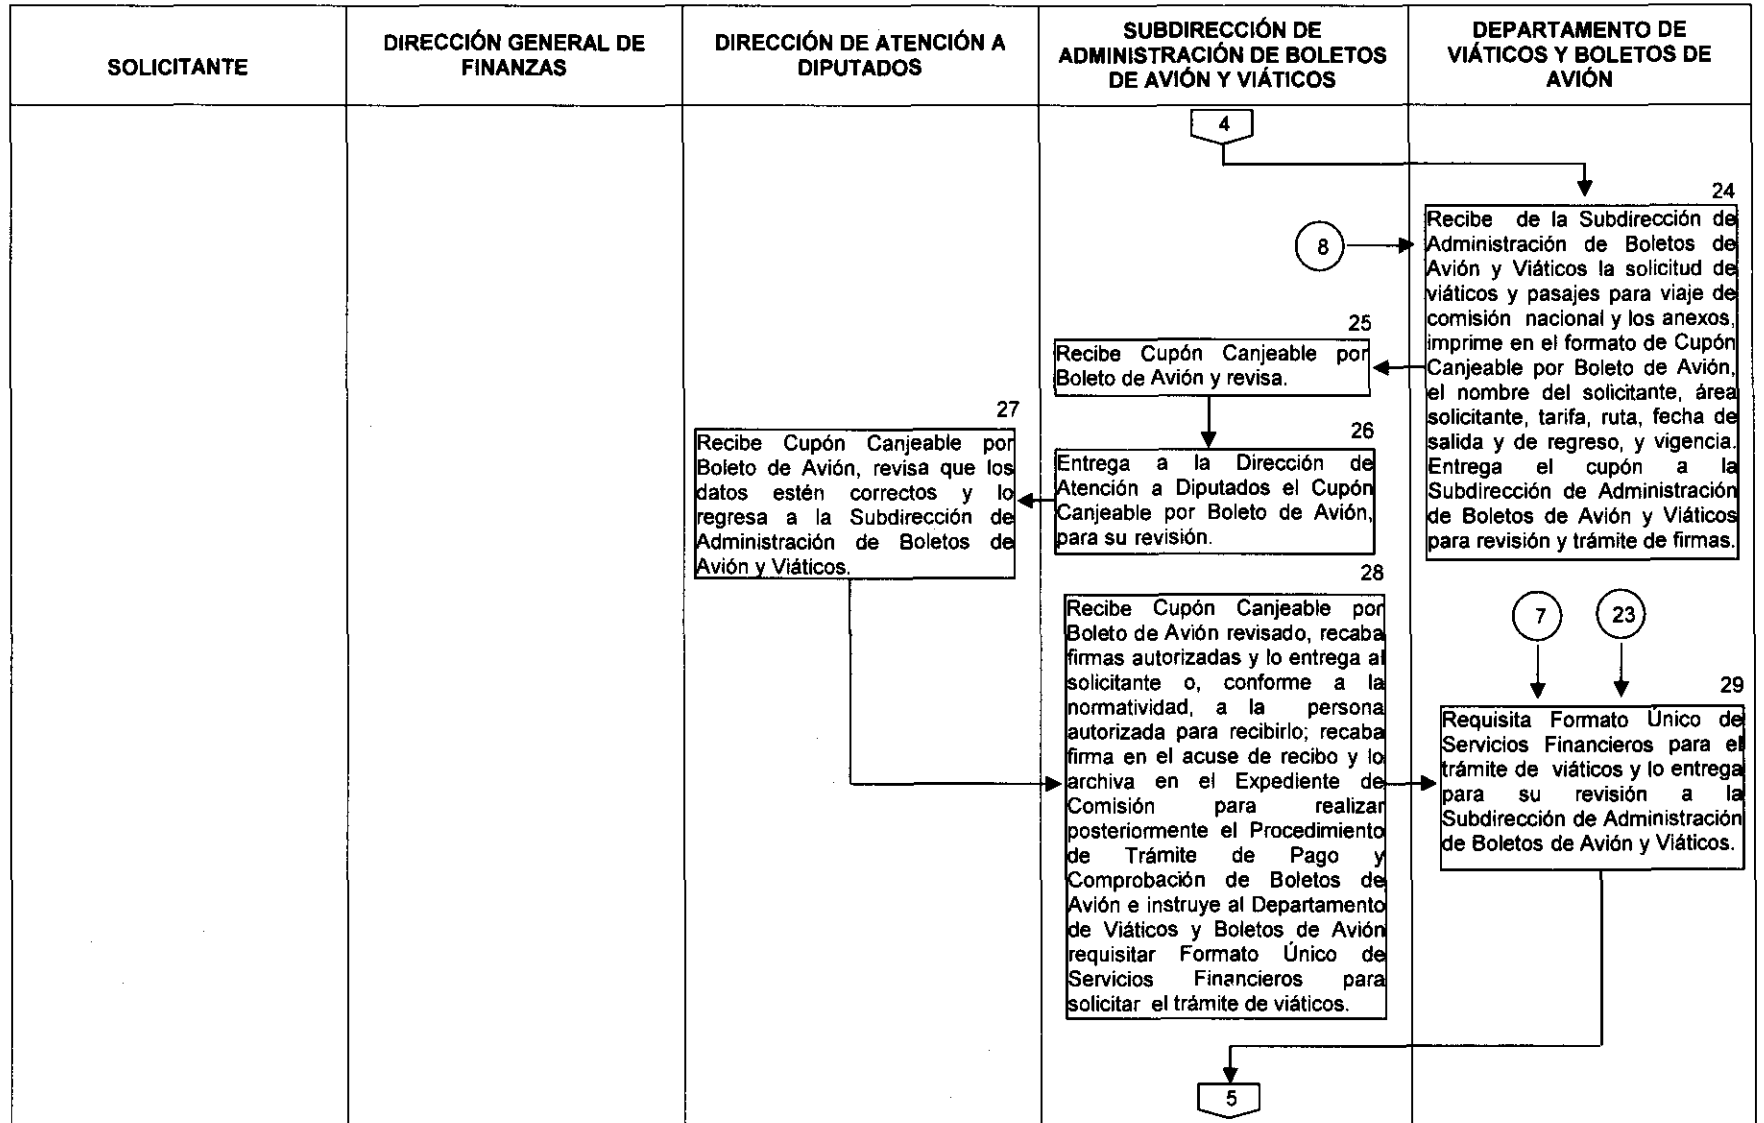 SOLICITANTE
DIRECCIÓN GENERAL DE
FINANZAS
DIRECCIÓN DE ATENCIÓN A
DIPUTADOS
SUBDIRECCIÓN DE
ADMINISTRACIÓN DE BOLETOS
DE AVIÓN Y VIÁTICOS
DEPARTAMENTO DE
VIÁTICOS Y BOLETOS DE
AVIÓN
4
24
Recibe de la Subdirección de
Administración de Boletos de
Avión y Viáticos la solicitud de
viáticos y pasajes para viaje de
comisión nacional y los anexos,
imprime en el formato de Cupón
Canjeable por Boleto de Avión,
el nombre del solicitante, área
solicitante, tarifa, ruta, fecha de
salida y de regreso, y vigencia.
Entrega el cupón a la
Subdirección de Administración
de Boletos de Avión y Viáticos
para revisión y trámite de firmas.
8
25
Recibe Cupón Canjeable por
Boleto de Avión y revisa.
26
Entrega a la Dirección de
Atención a Diputados el Cupón
Canjeable por Boleto de Avión,
para su revisión.
27
Recibe Cupón Canjeable por
Boleto de Avión, revisa que los
datos estén correctos y lo
regresa a la Subdirección de
Administración de Boletos de
Avión y Viáticos.
28
Recibe Cupón Canjeable por
Boleto de Avión revisado, recaba
firmas autorizadas y lo entrega al
solicitante o, conforme a la
normatividad, a la persona
autorizada para recibirlo; recaba
firma en el acuse de recibo y lo
archiva en el Expediente de
Comisión para realizar
posteriormente el Procedimiento
de Trámite de Pago y
Comprobación de Boletos de
Avión e instruye al Departamento
de Viáticos y Boletos de Avión
requisitar Formato Único de
Servicios Financieros para
solicitar el trámite de viáticos.
7
23
29
Requisita Formato Único de
Servicios Financieros para el
trámite de viáticos y lo entrega
para su revisión a la
Subdirección de Administración
de Boletos de Avión y Viáticos.
5